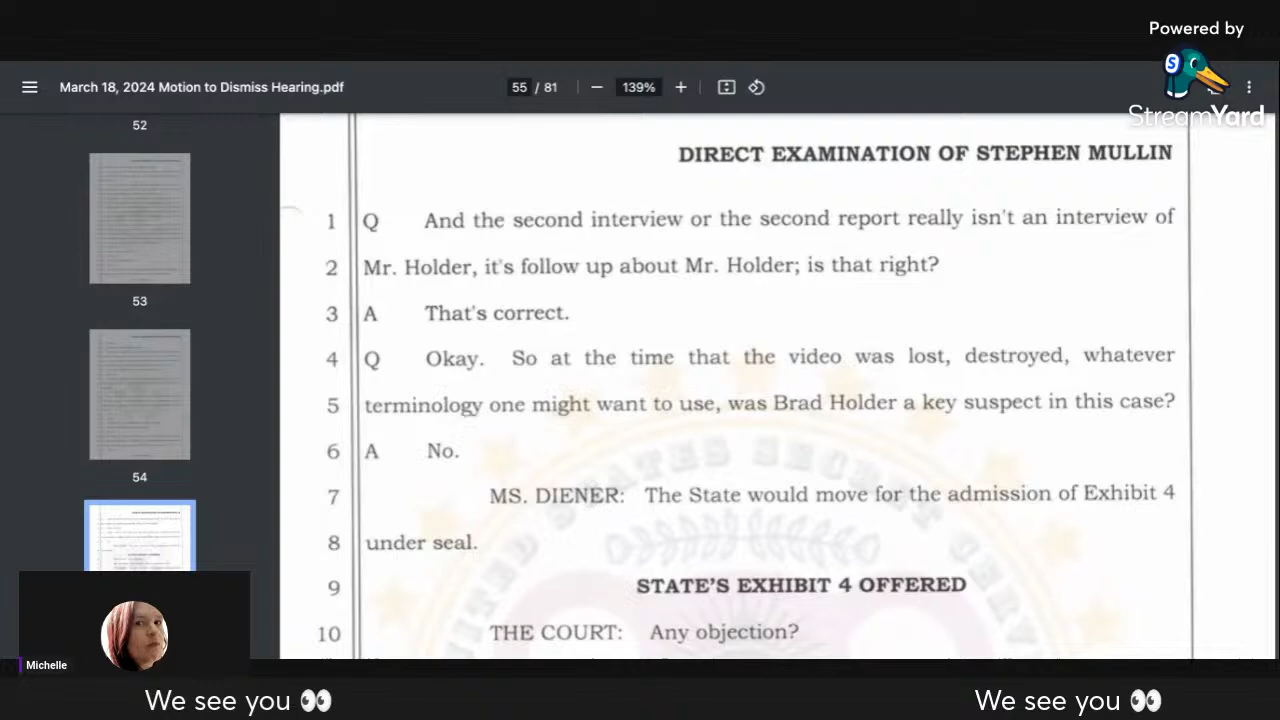 Powered by
StreamYard
March 18, 2024 Motion to Dismiss Hearing.pdf
55 / 81
139%
52
53
54
DIRECT EXAMINATION OF STEPHEN MULLIN
1 Q And the second interview or the second report really isn't an interview of
2 Mr. Holder, it's follow up about Mr. Holder; is that right?
3 A That's correct.
4 Q Okay. So at the time that the video was lost, destroyed, whatever
5 terminology one might want to use, was Brad Holder a key suspect in this case?
6 A No.
7 MS. DIENER: The State would move for the admission of Exhibit 4
8 under seal.
9 STATE'S EXHIBIT 4 OFFERED
10 THE COURT: Any objection?
Michelle
We see you 👀
We see you 👀